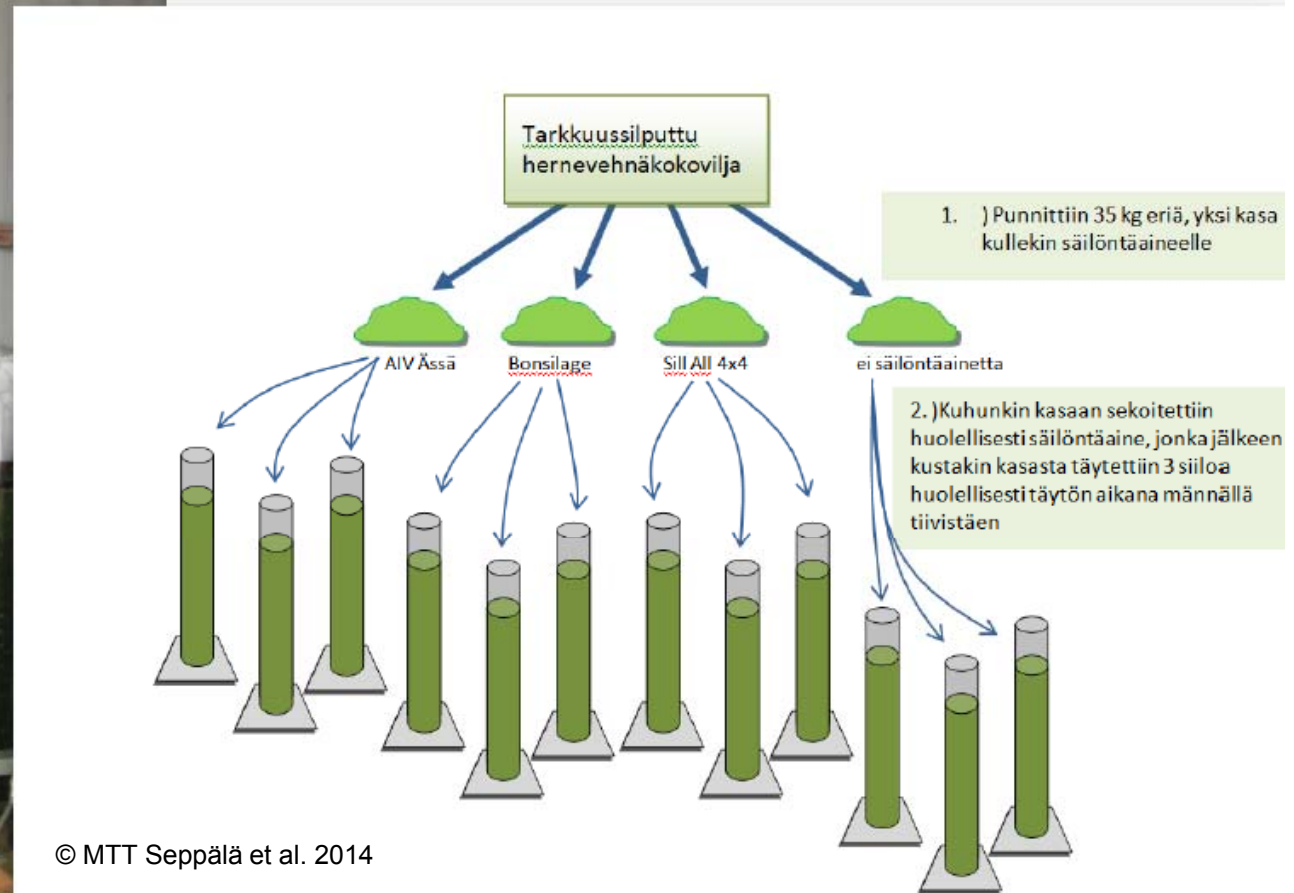 Tarkkuussilputtu
hernevehnäkokovilja
1. ) Punnittiin 35 kg eriä, yksi kasa
kullekin säilöntäaineelle
AIV Ässä
Bonsilage
Sill All 4x4
ei säilöntäainetta
2. )Kuhunkin kasaan sekoitettiin
huolellisesti säilöntäaine, jonka jälkeen
kustakin kasasta täytettiin 3 siiloa
huolellisesti täytön aikana männällä
tiivistäen
© MTT Seppälä et al. 2014